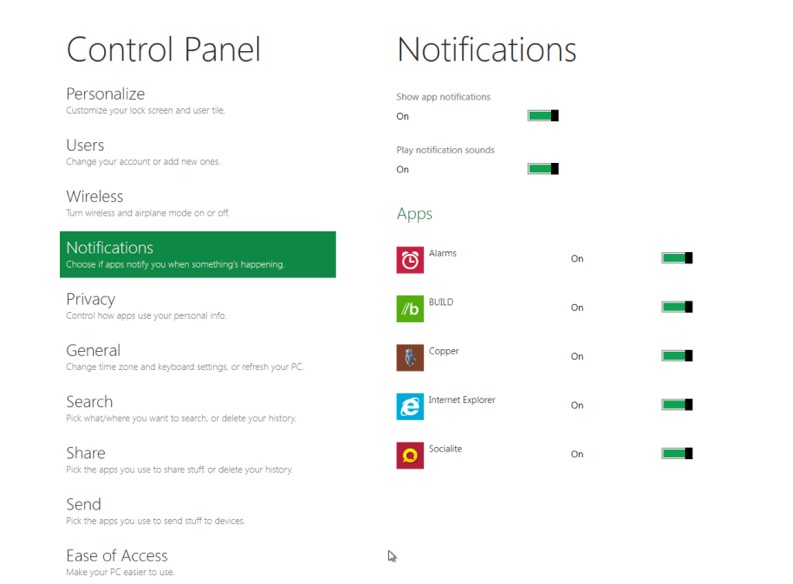 Control Panel
Personalize
Customize your lock screen and user tile.
Users
Change your account or add new ones.
Wireless
Turn wireless and airplane mode on or off.
Notifications
Choose if apps notify you when something's happening.
Privacy
Control how apps use your personal info.
General
Change time zone and keyboard settings, or refresh your PC.
Search
Pick what/where you want to search, or delete your history.
Share
Pick the apps you use to share stuff, or delete your history.
Send
Pick the apps you use to send stuff to devices.
Ease of Access
Make your PC easier to use.
Notifications
Show app notifications
On
Play notification sounds
On
Apps
Alarms On
//b BUILD On
Copper On
Internet Explorer On
Socialite On